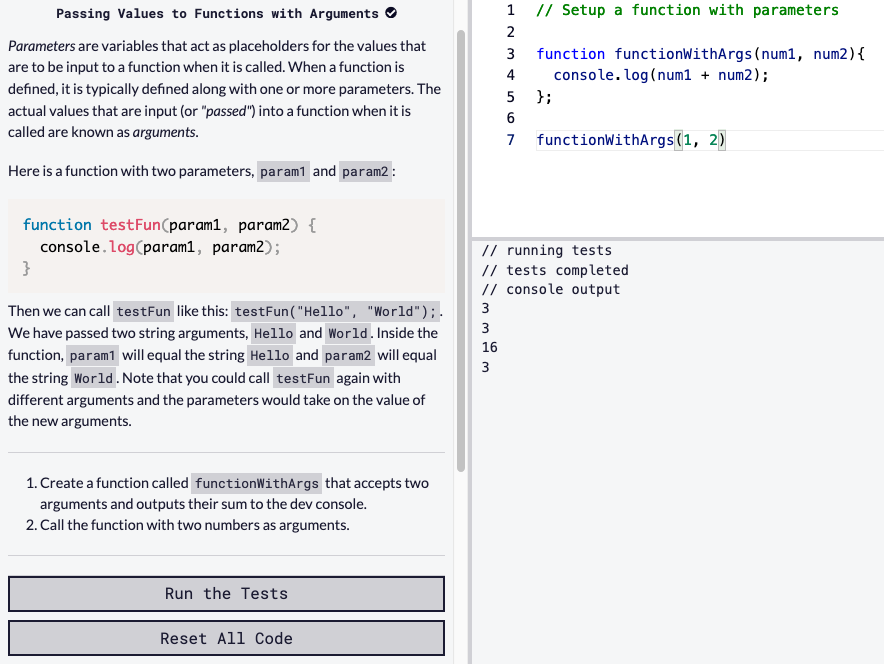 Passing Values to Functions with Arguments
Parameters are variables that act as placeholders for the values that
are to be input to a function when it is called. When a function is
defined, it is typically defined along with one or more parameters. The
actual values that are input (or "passed") into a function when it is
called are known as arguments.
Here is a function with two parameters, param1 and param2:
function testFun(param1, param2) {
  console.log(param1, param2);
}
Then we can call testFun like this: testFun("Hello", "World");.
We have passed two string arguments, Hello and World. Inside the
function, param1 will equal the string Hello and param2 will equal
the string World. Note that you could call testFun again with
different arguments and the parameters would take on the value of
the new arguments.
1. Create a function called functionWithArgs that accepts two
arguments and outputs their sum to the dev console.
2. Call the function with two numbers as arguments.
Run the Tests
Reset All Code
1 // Setup a function with parameters
2
3 function functionWithArgs(num1, num2){
4   console.log(num1 + num2);
5 };
6
7 functionWithArgs(1, 2)
// running tests
// tests completed
// console output
3
3
16
3